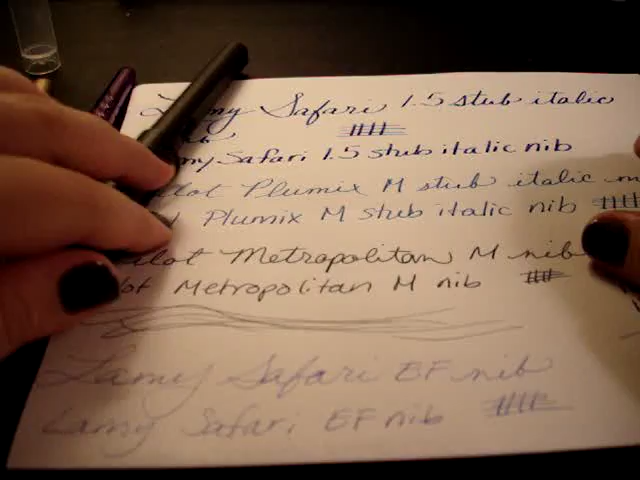 Lamy Safari 1.5 stub italic
Safari 1.5 stub italic nib
Plumix M stub italic
Plumix M stub italic nib
Metropolitan M nib
Metropolitan M nib
Lamy Safari EF nib
Lamy Safari EF nib